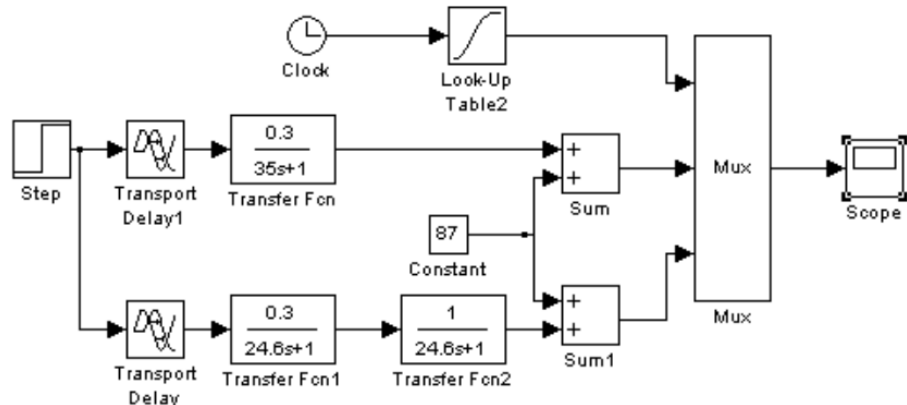 Clock
Look-Up
Table2
Step
Transport
Delay1
0.3
35s+1
Transfer Fcn
+
+
Sum
Mux
Mux
Scope
87
Constant
Transport
Delay
0.3
24.6s+1
Transfer Fcn1
1
24.6s+1
Transfer Fcn2
+
+
Sum1